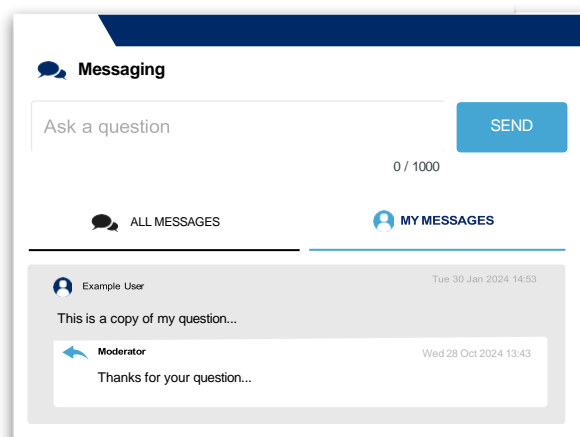 Messaging
Ask a question
SEND
0 / 1000
ALL MESSAGES
MY MESSAGES
Example User
Tue 30 Jan 2024 14:53
This is a copy of my question...
Moderator
Wed 28 Oct 2024 13:43
Thanks for your question...